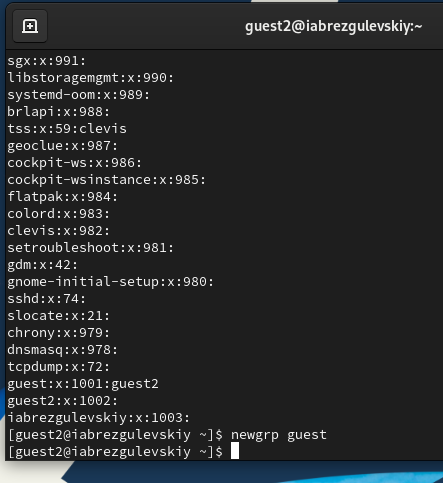 guest2@iabrezgulevskiy:~
sgx:x:991:
libstoragemgmt:x:990:
systemd-oom:x:989:
brlapi:x:988:
tss:x:59:clevis
geoclue:x:987:
cockpit-ws:x:986:
cockpit-wsinstance:x:985:
flatpak:x:984:
colord:x:983:
clevis:x:982:
setroubleshoot:x:981:
gdm:x:42:
gnome-initial-setup:x:980:
sshd:x:74:
slocate:x:21:
chrony:x:979:
dnsmasq:x:978:
tcpdump:x:72:
guest:x:1001:guest2
guest2:x:1002:
iabrezgulevskiy:x:1003:
[guest2@iabrezgulevskiy ~]$ newgrp guest
[guest2@iabrezgulevskiy ~]$